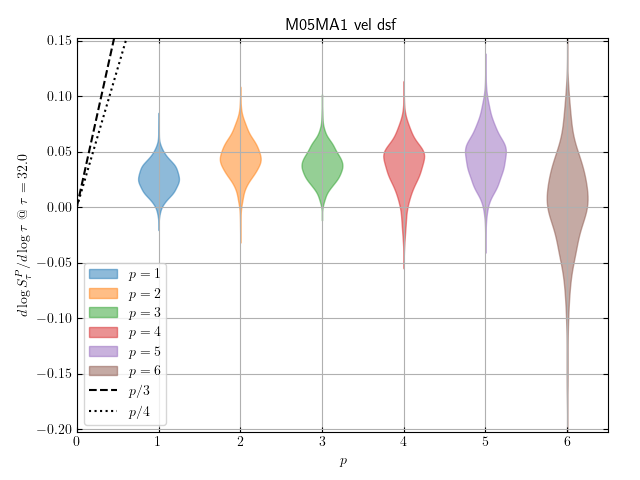 M05MA1 vel dsf
0.15
0.10
0.05
0.00
−0.05
−0.10
−0.15
−0.20
d log S_τ^P / d log τ @ τ = 32.0
p = 1
p = 2
p = 3
p = 4
p = 5
p = 6
p/3
p/4
0 1 2 3 4 5 6
p